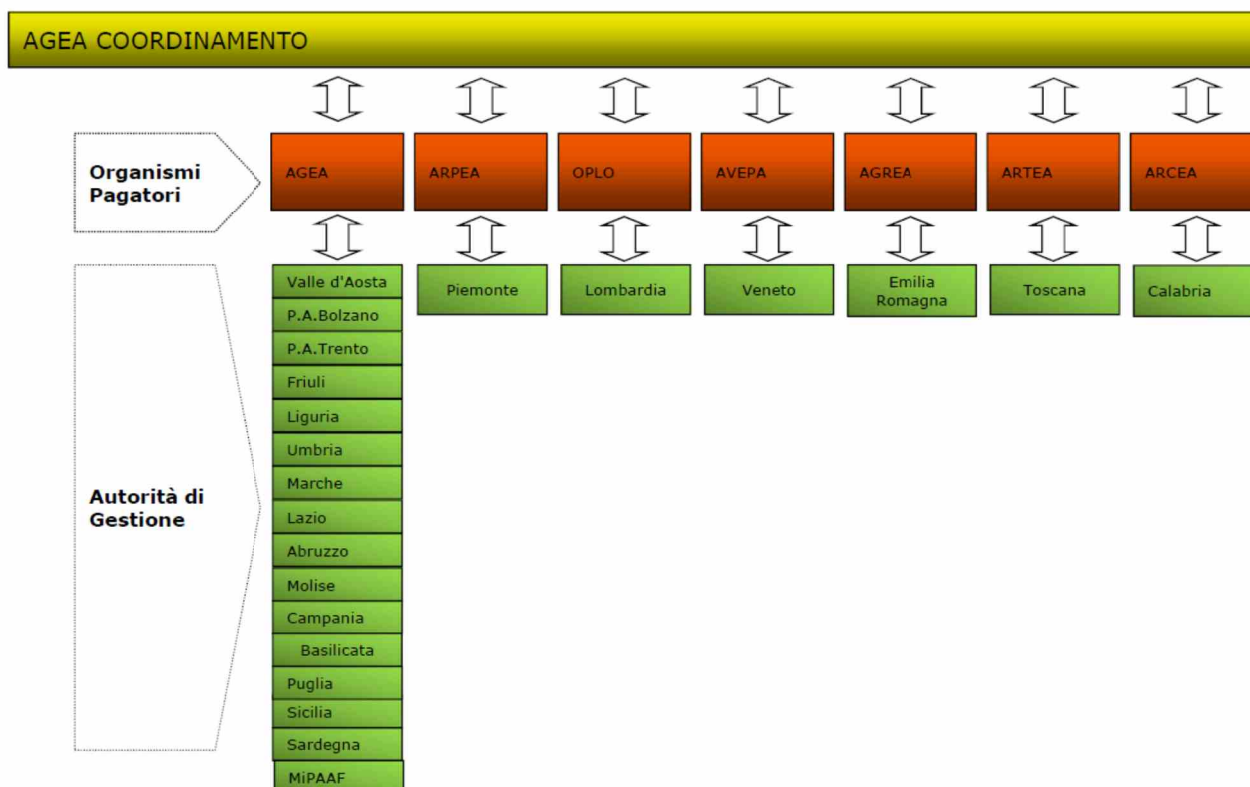 AGEA COORDINAMENTO
Organismi
Pagatori
AGEA
ARPEA
OPLO
AVEPA
AGREA
ARTEA
ARCEA
Autorità di
Gestione
Valle d'Aosta
P.A.Bolzano
P.A.Trento
Friuli
Liguria
Umbria
Marche
Lazio
Abruzzo
Molise
Campania
Basilicata
Puglia
Sicilia
Sardegna
MiPAAF
Piemonte
Lombardia
Veneto
Emilia
Romagna
Toscana
Calabria